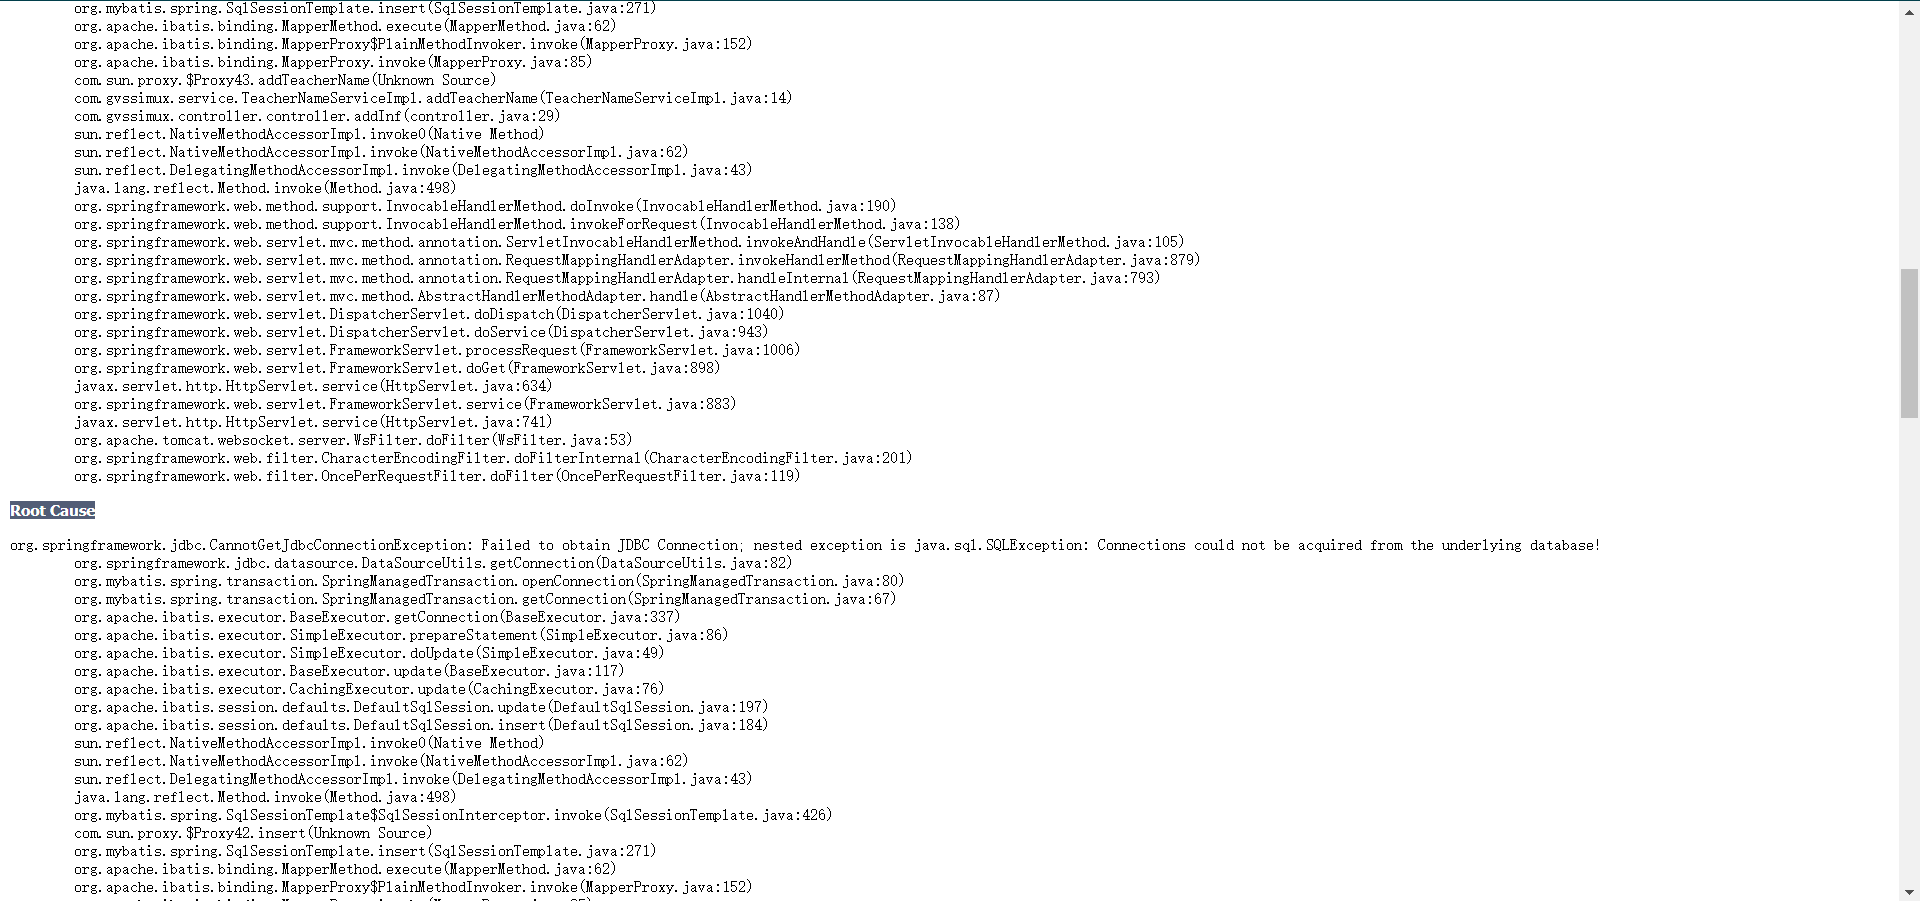 org.mybatis.spring.SqlSessionTemplate.insert(SqlSessionTemplate.java:271)
org.apache.ibatis.binding.MapperMethod.execute(MapperMethod.java:62)
org.apache.ibatis.binding.MapperProxy$PlainMethodInvoker.invoke(MapperProxy.java:152)
org.apache.ibatis.binding.MapperProxy.invoke(MapperProxy.java:85)
com.sun.proxy.$Proxy43.addTeacherName(Unknown Source)
com.gvssimux.service.TeacherNameServiceImpl.addTeacherName(TeacherNameServiceImpl.java:14)
com.gvssimux.controller.controller.addInf(controller.java:29)
sun.reflect.NativeMethodAccessorImpl.invoke0(Native Method)
sun.reflect.NativeMethodAccessorImpl.invoke(NativeMethodAccessorImpl.java:62)
sun.reflect.DelegatingMethodAccessorImpl.invoke(DelegatingMethodAccessorImpl.java:43)
java.lang.reflect.Method.invoke(Method.java:498)
org.springframework.web.method.support.InvocableHandlerMethod.doInvoke(InvocableHandlerMethod.java:190)
org.springframework.web.method.support.InvocableHandlerMethod.invokeForRequest(InvocableHandlerMethod.java:138)
org.springframework.web.servlet.mvc.method.annotation.ServletInvocableHandlerMethod.invokeAndHandle(ServletInvocableHandlerMethod.java:105)
org.springframework.web.servlet.mvc.method.annotation.RequestMappingHandlerAdapter.invokeHandlerMethod(RequestMappingHandlerAdapter.java:879)
org.springframework.web.servlet.mvc.method.annotation.RequestMappingHandlerAdapter.handleInternal(RequestMappingHandlerAdapter.java:793)
org.springframework.web.servlet.mvc.method.AbstractHandlerMethodAdapter.handle(AbstractHandlerMethodAdapter.java:87)
org.springframework.web.servlet.DispatcherServlet.doDispatch(DispatcherServlet.java:1040)
org.springframework.web.servlet.DispatcherServlet.doService(DispatcherServlet.java:943)
org.springframework.web.servlet.FrameworkServlet.processRequest(FrameworkServlet.java:1006)
org.springframework.web.servlet.FrameworkServlet.doGet(FrameworkServlet.java:898)
javax.servlet.http.HttpServlet.service(HttpServlet.java:634)
org.springframework.web.servlet.FrameworkServlet.service(FrameworkServlet.java:883)
javax.servlet.http.HttpServlet.service(HttpServlet.java:741)
org.apache.tomcat.websocket.server.WsFilter.doFilter(WsFilter.java:53)
org.springframework.web.filter.CharacterEncodingFilter.doFilterInternal(CharacterEncodingFilter.java:201)
org.springframework.web.filter.OncePerRequestFilter.doFilter(OncePerRequestFilter.java:119)
Root Cause
org.springframework.jdbc.CannotGetJdbcConnectionException: Failed to obtain JDBC Connection; nested exception is java.sql.SQLException: Connections could not be acquired from the underlying database!
org.springframework.jdbc.datasource.DataSourceUtils.getConnection(DataSourceUtils.java:82)
org.mybatis.spring.transaction.SpringManagedTransaction.openConnection(SpringManagedTransaction.java:80)
org.mybatis.spring.transaction.SpringManagedTransaction.getConnection(SpringManagedTransaction.java:67)
org.apache.ibatis.executor.BaseExecutor.getConnection(BaseExecutor.java:337)
org.apache.ibatis.executor.SimpleExecutor.prepareStatement(SimpleExecutor.java:86)
org.apache.ibatis.executor.SimpleExecutor.doUpdate(SimpleExecutor.java:49)
org.apache.ibatis.executor.BaseExecutor.update(BaseExecutor.java:117)
org.apache.ibatis.executor.CachingExecutor.update(CachingExecutor.java:76)
org.apache.ibatis.session.defaults.DefaultSqlSession.update(DefaultSqlSession.java:197)
org.apache.ibatis.session.defaults.DefaultSqlSession.insert(DefaultSqlSession.java:184)
sun.reflect.NativeMethodAccessorImpl.invoke0(Native Method)
sun.reflect.NativeMethodAccessorImpl.invoke(NativeMethodAccessorImpl.java:62)
sun.reflect.DelegatingMethodAccessorImpl.invoke(DelegatingMethodAccessorImpl.java:43)
java.lang.reflect.Method.invoke(Method.java:498)
org.mybatis.spring.SqlSessionTemplate$SqlSessionInterceptor.invoke(SqlSessionTemplate.java:426)
com.sun.proxy.$Proxy42.insert(Unknown Source)
org.mybatis.spring.SqlSessionTemplate.insert(SqlSessionTemplate.java:271)
org.apache.ibatis.binding.MapperMethod.execute(MapperMethod.java:62)
org.apache.ibatis.binding.MapperProxy$PlainMethodInvoker.invoke(MapperProxy.java:152)